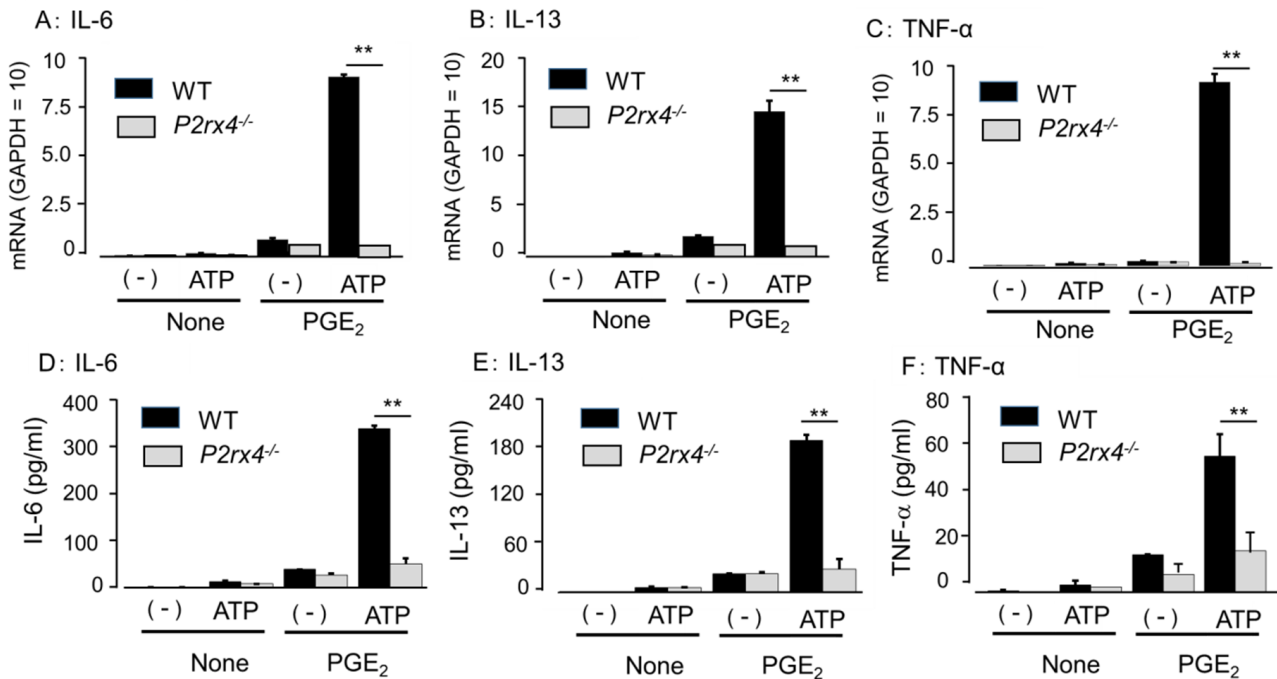 A: IL-6
mRNA (GAPDH = 10)
10
7.5
5.0
2.5
0
WT
P2rx4-/-
**
(-) ATP (-) ATP
None PGE2
B: IL-13
mRNA (GAPDH = 10)
20
15
10
5
0
WT
P2rx4-/-
**
(-) ATP (-) ATP
None PGE2
C: TNF-α
mRNA (GAPDH = 10)
10
7.5
5.0
2.5
0
WT
P2rx4-/-
**
(-) ATP (-) ATP
None PGE2
D: IL-6
IL-6 (pg/ml)
400
300
200
100
0
WT
P2rx4-/-
**
(-) ATP (-) ATP
None PGE2
E: IL-13
IL-13 (pg/ml)
240
180
120
60
0
WT
P2rx4-/-
**
(-) ATP (-) ATP
None PGE2
F: TNF-α
TNF-α (pg/ml)
80
60
40
20
0
WT
P2rx4-/-
**
(-) ATP (-) ATP
None PGE2